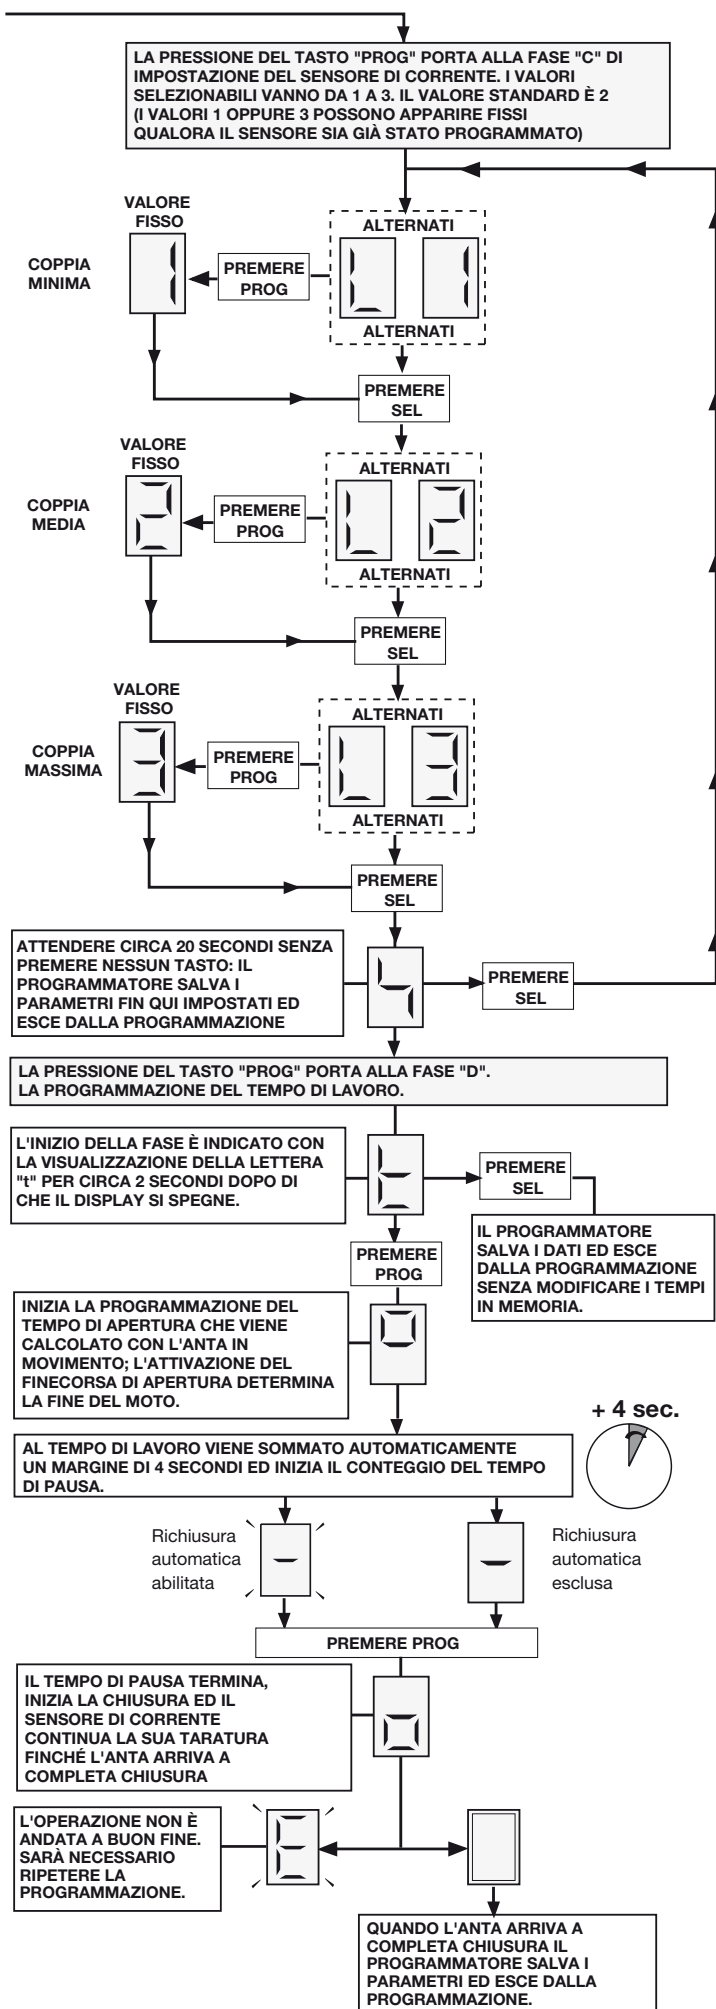 LA PRESSIONE DEL TASTO "PROG" PORTA ALLA FASE "C" DI
IMPOSTAZIONE DEL SENSORE DI CORRENTE. I VALORI
SELEZIONABILI VANNO DA 1 A 3. IL VALORE STANDARD È 2
(I VALORI 1 OPPURE 3 POSSONO APPARIRE FISSI
QUALORA IL SENSORE SIA GIÀ STATO PROGRAMMATO)
VALORE
FISSO
ALTERNATI
COPPIA
MINIMA
1
PREMERE
PROG
L 1
ALTERNATI
PREMERE
SEL
VALORE
FISSO
ALTERNATI
COPPIA
MEDIA
2
PREMERE
PROG
L 2
ALTERNATI
PREMERE
SEL
VALORE
FISSO
ALTERNATI
COPPIA
MASSIMA
3
PREMERE
PROG
L 3
ALTERNATI
PREMERE
SEL
ATTENDERE CIRCA 20 SECONDI SENZA
PREMERE NESSUN TASTO: IL
PROGRAMMATORE SALVA I
PARAMETRI FIN QUI IMPOSTATI ED
ESCE DALLA PROGRAMMAZIONE
PREMERE
SEL
LA PRESSIONE DEL TASTO "PROG" PORTA ALLA FASE "D".
LA PROGRAMMAZIONE DEL TEMPO DI LAVORO.
L'INIZIO DELLA FASE È INDICATO CON
LA VISUALIZZAZIONE DELLA LETTERA
"t" PER CIRCA 2 SECONDI DOPO DI
CHE IL DISPLAY SI SPEGNE.
t
PREMERE
SEL
PREMERE
PROG
IL PROGRAMMATORE
SALVA I DATI ED ESCE
DALLA PROGRAMMAZIONE
SENZA MODIFICARE I TEMPI
IN MEMORIA.
INIZIA LA PROGRAMMAZIONE DEL
TEMPO DI APERTURA CHE VIENE
CALCOLATO CON L'ANTA IN
MOVIMENTO; L'ATTIVAZIONE DEL
FINECORSA DI APERTURA DETERMINA
LA FINE DEL MOTO.
o
+ 4 sec.
AL TEMPO DI LAVORO VIENE SOMMATO AUTOMATICAMENTE
UN MARGINE DI 4 SECONDI ED INIZIA IL CONTEGGIO DEL TEMPO
DI PAUSA.
Richiusura
automatica
abilitata
–
–
Richiusura
automatica
esclusa
PREMERE PROG
IL TEMPO DI PAUSA TERMINA,
INIZIA LA CHIUSURA ED IL
SENSORE DI CORRENTE
CONTINUA LA SUA TARATURA
FINCHÉ L'ANTA ARRIVA A
COMPLETA CHIUSURA
o
L'OPERAZIONE NON È
ANDATA A BUON FINE.
SARÀ NECESSARIO
RIPETERE LA
PROGRAMMAZIONE.
E
QUANDO L'ANTA ARRIVA A
COMPLETA CHIUSURA IL
PROGRAMMATORE SALVA I
PARAMETRI ED ESCE DALLA
PROGRAMMAZIONE.